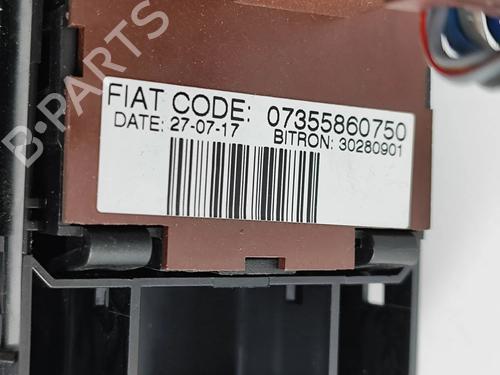 B-PARTS
FIAT CODE: 07355860750
DATE: 27-07-17 BITRON: 30280901